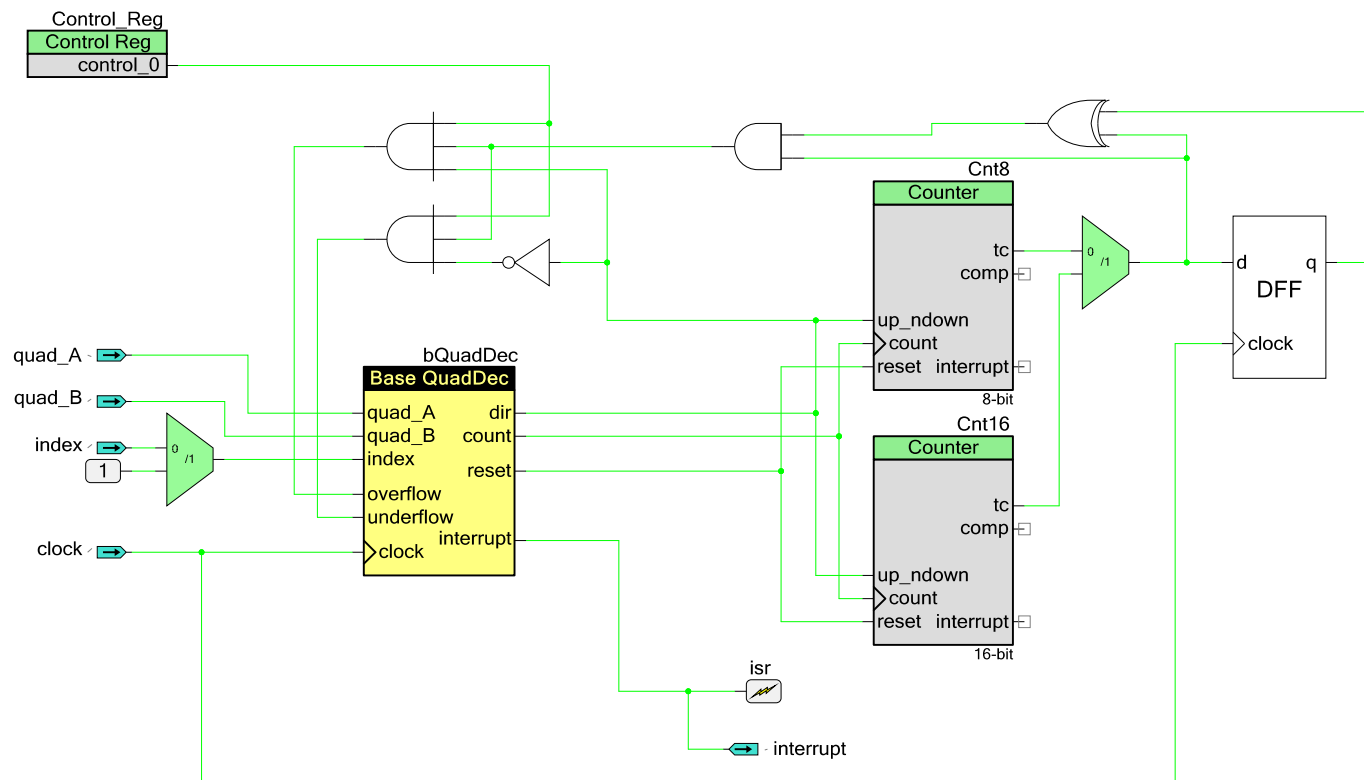 Control_Reg
Control Reg
control_0
Cnt8
Counter
tc
comp
up_ndown
count
reset
interrupt
8-bit
0
/1
d
q
DFF
clock
quad_A
quad_B
index
1
0
/1
clock
bQuadDec
Base QuadDec
quad_A
quad_B
index
overflow
underflow
clock
dir
count
reset
interrupt
Cnt16
Counter
tc
comp
up_ndown
count
reset
interrupt
16-bit
isr
interrupt